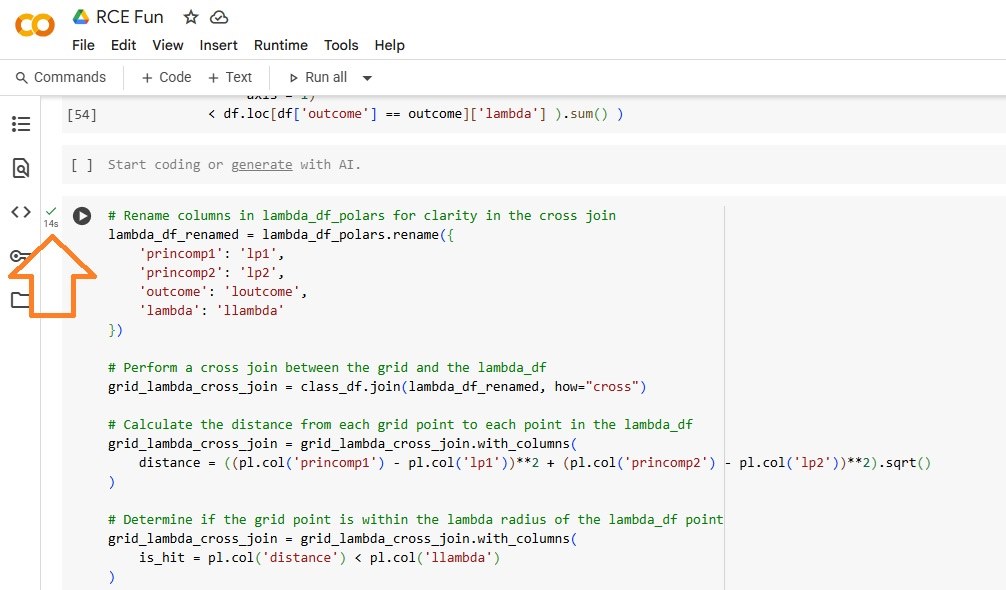 RCE Fun
File Edit View Insert Runtime Tools Help
Commands + Code + Text Run all
axis = 1)
[54] < df.loc[df['outcome'] == outcome]['lambda'] ).sum() )
[ ] Start coding or generate with AI.
14s
# Rename columns in lambda_df_polars for clarity in the cross join
lambda_df_renamed = lambda_df_polars.rename({
    'princomp1': 'lp1',
    'princomp2': 'lp2',
    'outcome': 'loutcome',
    'lambda': 'llambda'
})
# Perform a cross join between the grid and the lambda_df
grid_lambda_cross_join = class_df.join(lambda_df_renamed, how="cross")
# Calculate the distance from each grid point to each point in the lambda_df
grid_lambda_cross_join = grid_lambda_cross_join.with_columns(
    distance = ((pl.col('princomp1') - pl.col('lp1'))**2 + (pl.col('princomp2') - pl.col('lp2'))**2).sqrt()
)
# Determine if the grid point is within the lambda radius of the lambda_df point
grid_lambda_cross_join = grid_lambda_cross_join.with_columns(
    is_hit = pl.col('distance') < pl.col('llambda')
)